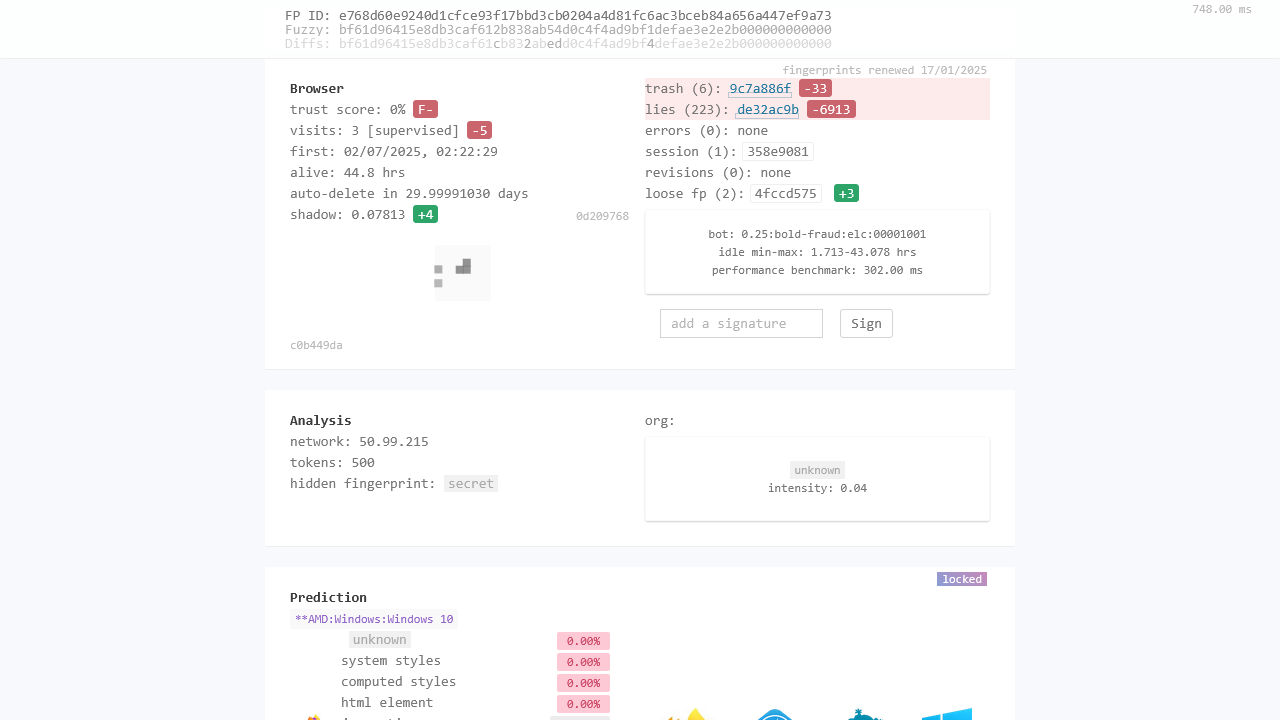 748.00 ms
FP ID: e768d60e9240d1cfce93f17bbd3cb0204a4d81fc6ac3bceb84a656a447ef9a73
Fuzzy: bf61d96415e8db3caf612b838ab54d0c4f4ad9bf1defae3e2e2b000000000000
Diffs: bf61d96415e8db3caf61cb832abedd0c4f4ad9bf4defae3e2e2b000000000000
fingerprints renewed 17/01/2025
Browser
trust score: 0% F-
visits: 3 [supervised] -5
first: 02/07/2025, 02:22:29
alive: 44.8 hrs
auto-delete in 29.99991030 days
shadow: 0.07813 +4
0d209768
c0b449da
trash (6): 9c7a886f -33
lies (223): de32ac9b -6913
errors (0): none
session (1): 358e9081
revisions (0): none
loose fp (2): 4fccd575 +3
bot: 0.25:bold-fraud:elc:00001001
idle min-max: 1.713-43.078 hrs
performance benchmark: 302.00 ms
add a signature Sign
Analysis
network: 50.99.215
tokens: 500
hidden fingerprint: secret
org:
unknown
intensity: 0.04
locked
Prediction
**AMD:Windows:Windows 10
unknown 0.00%
system styles 0.00%
computed styles 0.00%
html element 0.00%